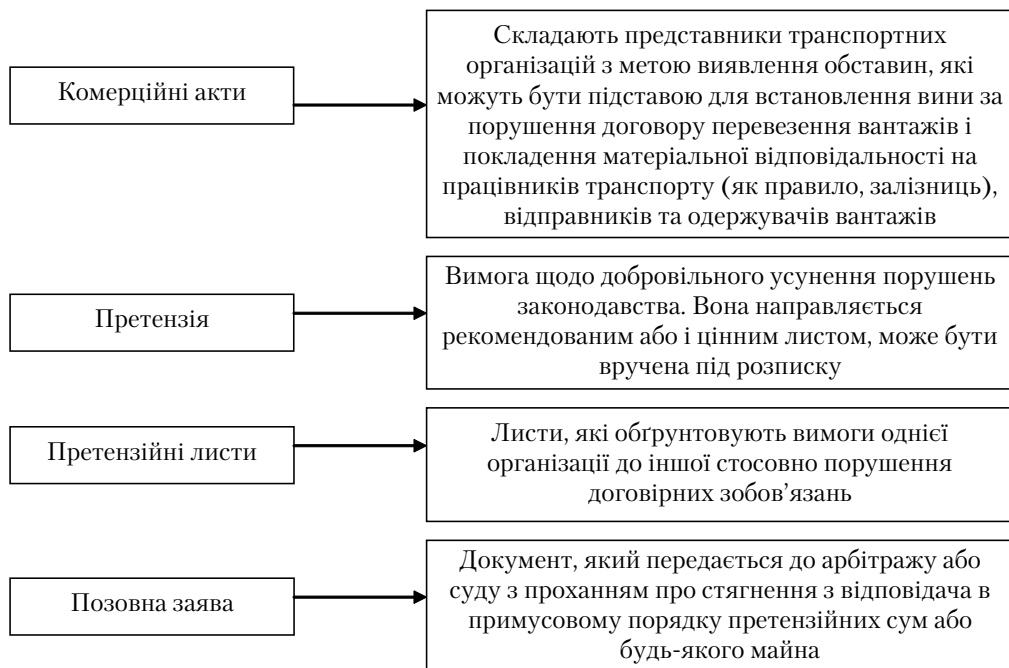 Комерційні акти
Складають представники транспортних
організацій з метою виявлення обставин, які
можуть бути підставою для встановлення вини за
порушення договору перевезення вантажів і
покладення матеріальної відповідальності на
працівників транспорту (як правило, залізниць),
відправників та одержувачів вантажів
Претензія
Вимога щодо добровільного усунення порушень
законодавства. Вона направляється
рекомендованим або і цінним листом, може бути
вручена під розписку
Претензійні листи
Листи, які обґрунтовують вимоги однієї
організації до іншої стосовно порушення
договірних зобов’язань
Позовна заява
Документ, який передається до арбітражу або
суду з проханням про стягнення з відповідача в
примусовому порядку претензійних сум або
будь-якого майна